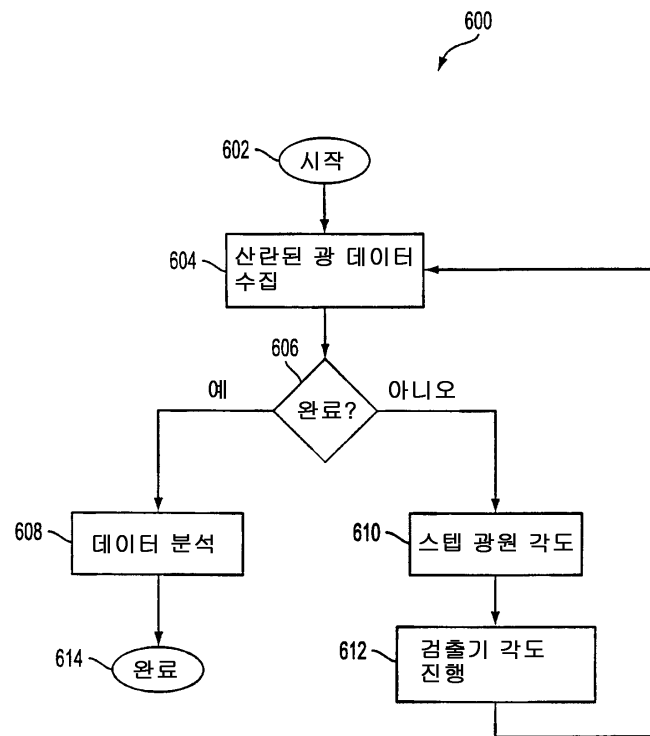 600
602
시작
604
산란된 광 데이터
수집
606
예
완료?
아니오
608
데이터 분석
610
스텝 광원 각도
614
완료
612
검출기 각도
진행